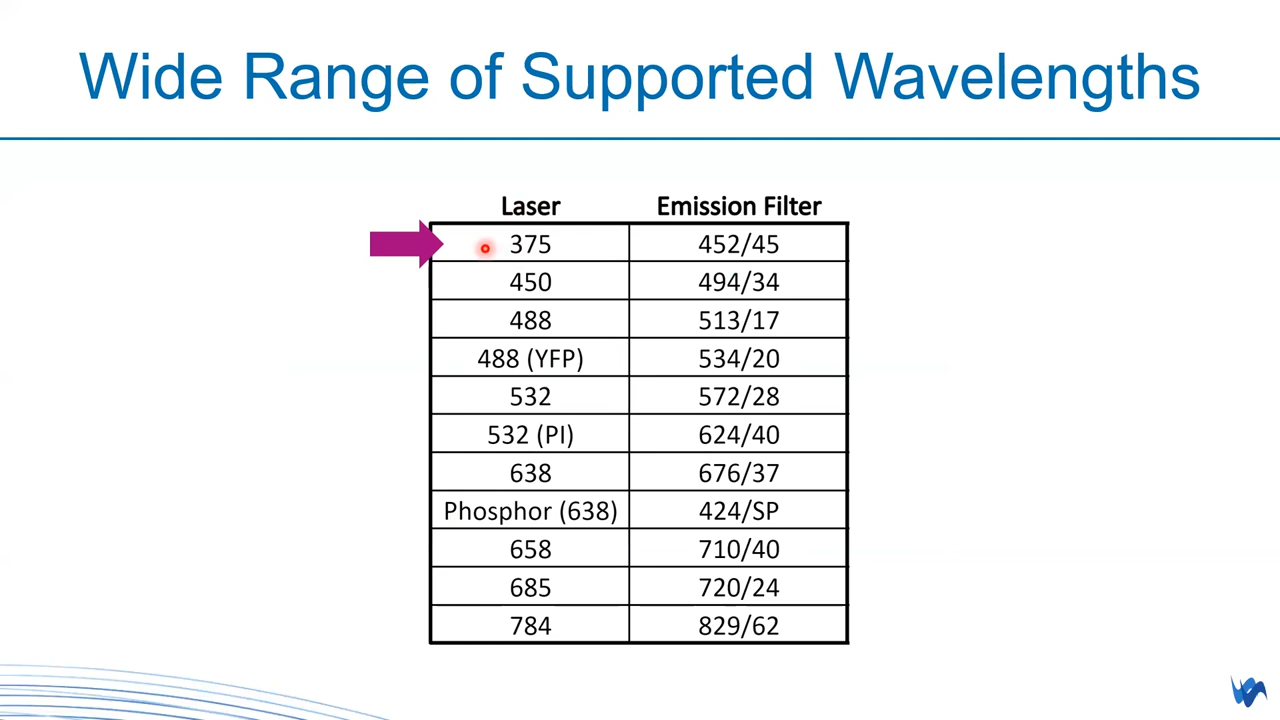 Wide Range of Supported Wavelengths
Laser Emission Filter
375 452/45
450 494/34
488 513/17
488 (YFP) 534/20
532 572/28
532 (PI) 624/40
638 676/37
Phosphor (638) 424/SP
658 710/40
685 720/24
784 829/62